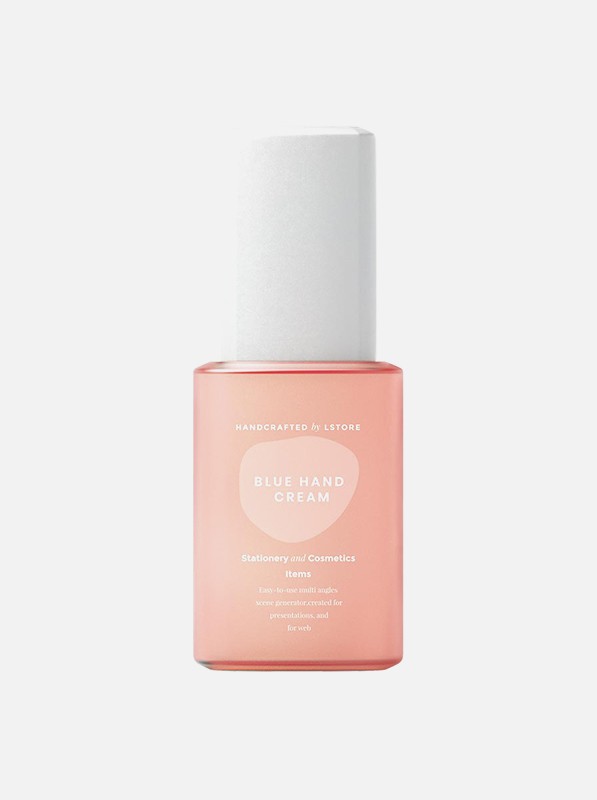 HANDCRAFTED by LSTORE
BLUE HAND
CREAM
Stationery and Cosmetics
Items
Easy-to-use multi angles
scene generator,created for
presentations, and
for web